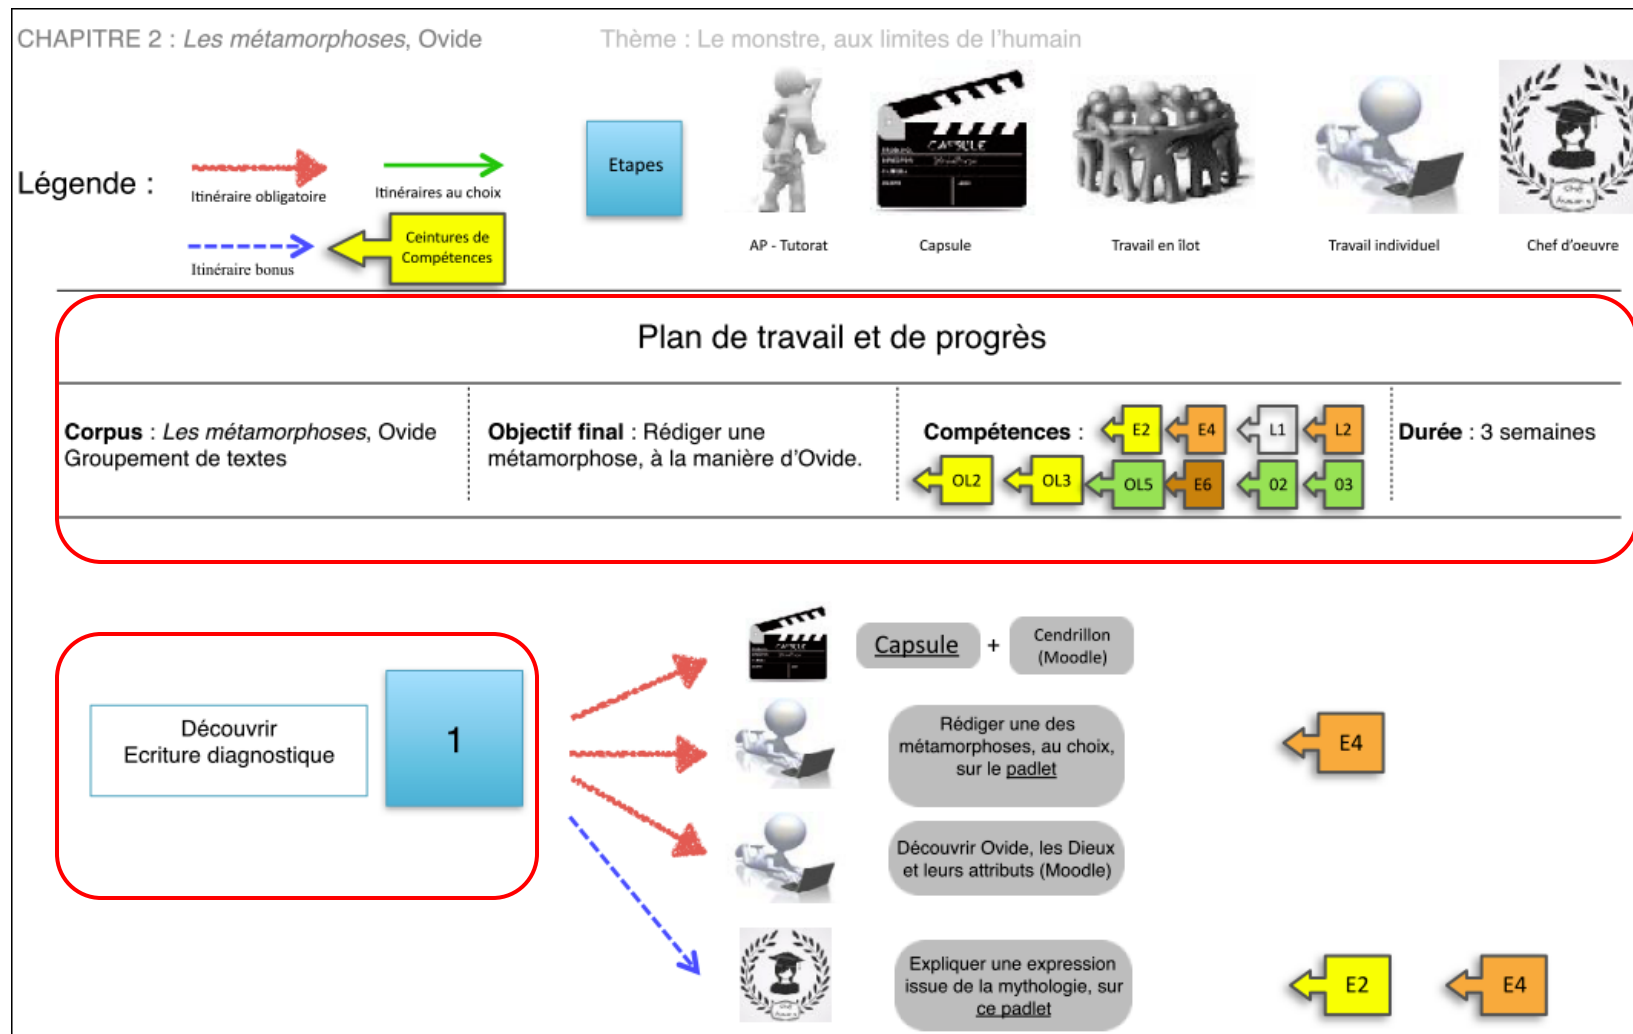 CHAPITRE 2 : Les métamorphoses, Ovide
Thème : Le monstre, aux limites de l'humain
Légende :
Itinéraire obligatoire
Itinéraires au choix
Itinéraire bonus
Ceintures de
Compétences
Etapes
CAPSULE
AP - Tutorat
Capsule
Travail en îlot
Travail individuel
Chef d'oeuvre
Plan de travail et de progrès
Corpus : Les métamorphoses, Ovide
Groupement de textes
Objectif final : Rédiger une
métamorphose, à la manière d'Ovide.
Compétences :
E2
E4
L1
L2
OL2
OL3
OL5
E6
02
03
Durée : 3 semaines
Découvrir
Ecriture diagnostique
1
Capsule
+
Cendrillon
(Moodle)
Rédiger une des
métamorphoses, au choix,
sur le padlet
E4
Découvrir Ovide, les Dieux
et leurs attributs (Moodle)
Expliquer une expression
issue de la mythologie, sur
ce padlet
E2
E4